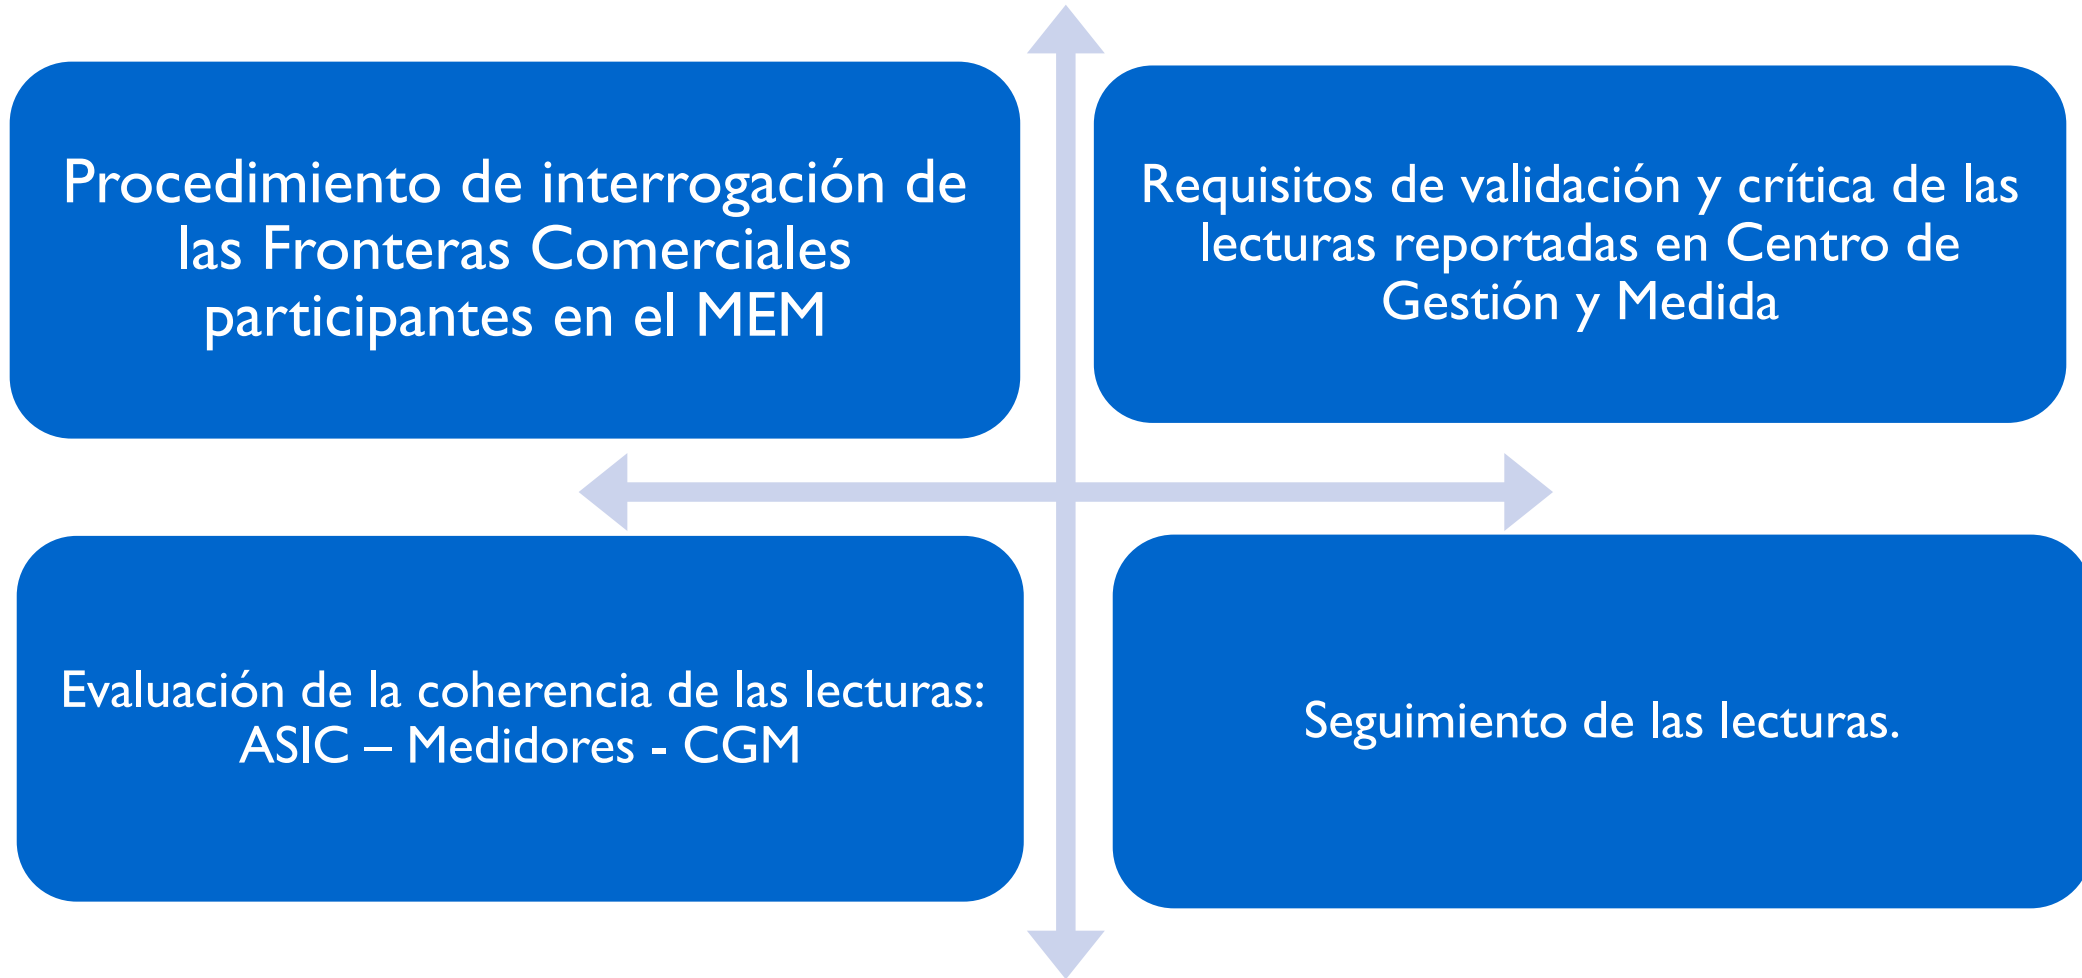 Procedimiento de interrogación de
las Fronteras Comerciales
participantes en el MEM
Requisitos de validación y crítica de las
lecturas reportadas en Centro de
Gestión y Medida
Evaluación de la coherencia de las lecturas:
ASIC – Medidores - CGM
Seguimiento de las lecturas.